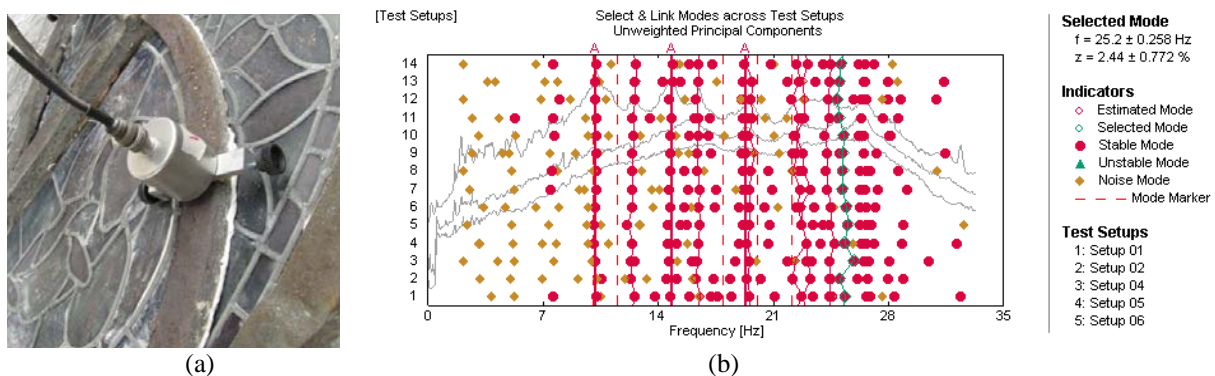 [Test Setups]
Select & Link Modes across Test Setups
Unweighted Principal Components
A A A
14
13
12
11
10
9
8
7
6
5
4
3
2
1
0 7 14 21 28 35
Frequency [Hz]
Selected Mode
f = 25.2 ± 0.258 Hz
z = 2.44 ± 0.772 %
Indicators
Estimated Mode
Selected Mode
Stable Mode
Unstable Mode
Noise Mode
Mode Marker
Test Setups
1: Setup 01
2: Setup 02
3: Setup 04
4: Setup 05
5: Setup 06
(a)
(b)